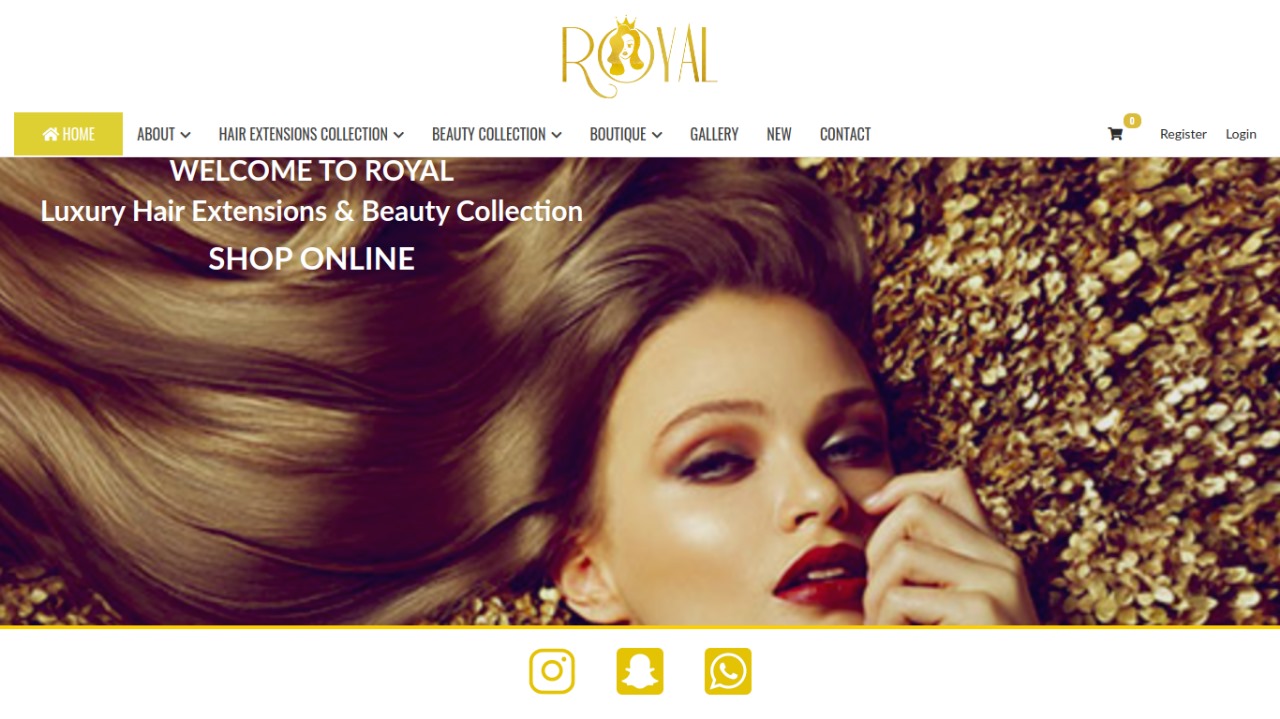 ROYAL
HOME ABOUT HAIR EXTENSIONS COLLECTION BEAUTY COLLECTION BOUTIQUE GALLERY NEW CONTACT 0 Register Login
WELCOME TO ROYAL
Luxury Hair Extensions & Beauty Collection
SHOP ONLINE